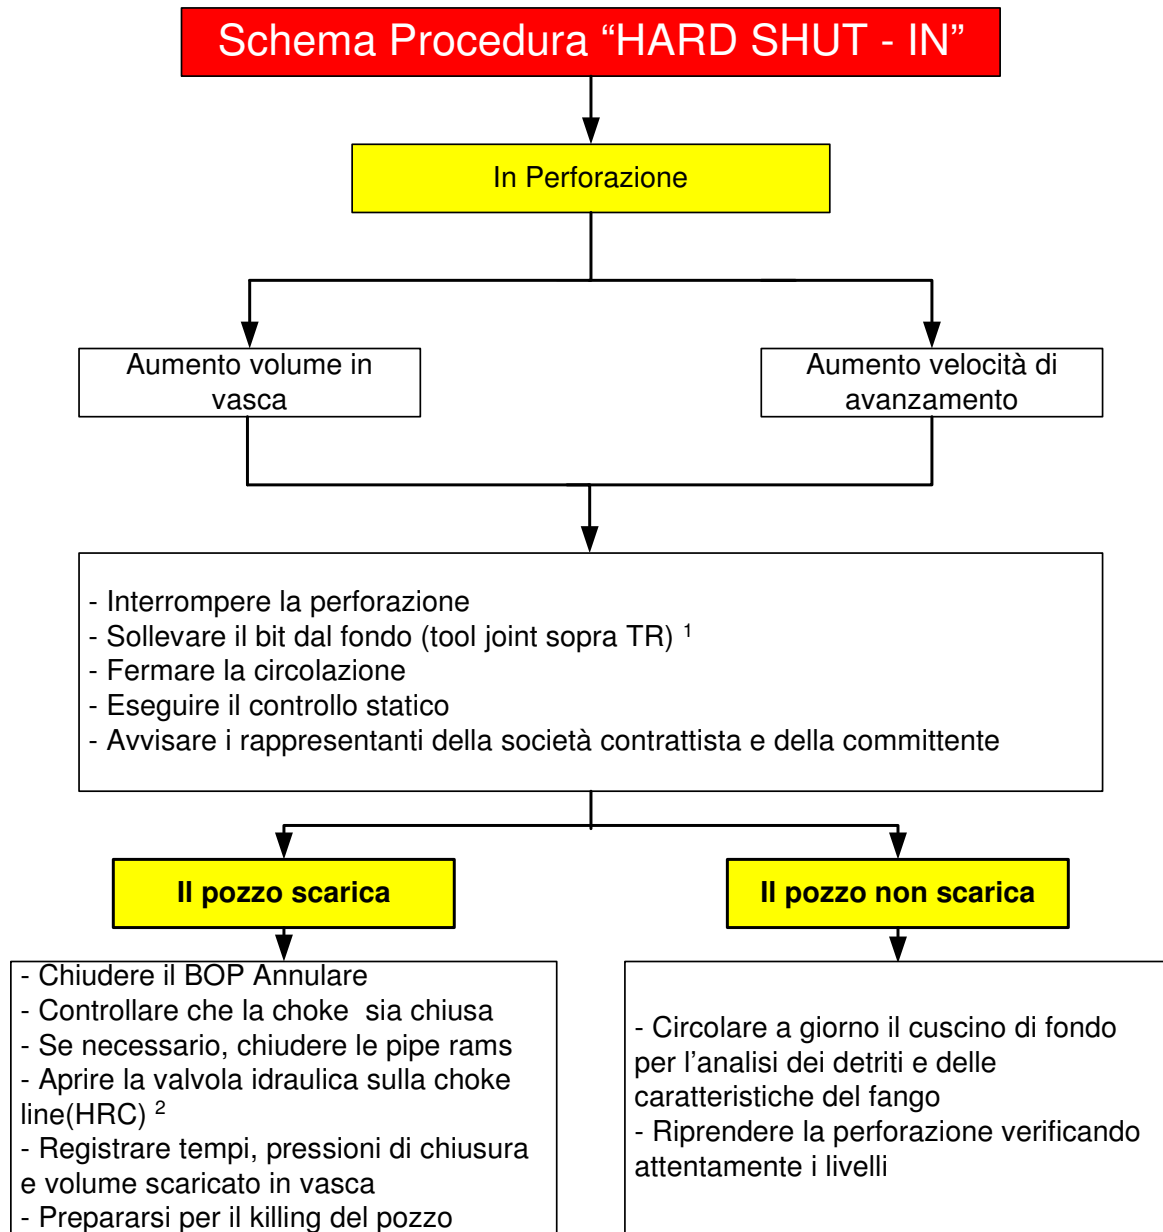 Schema Procedura “HARD SHUT - IN”
In Perforazione
Aumento volume in
vasca
Aumento velocità di
avanzamento
- Interrompere la perforazione
- Sollevare il bit dal fondo (tool joint sopra TR) 1
- Fermare la circolazione
- Eseguire il controllo statico
- Avvisare i rappresentanti della società contrattista e della committente
Il pozzo scarica
Il pozzo non scarica
- Chiudere il BOP Annulare
- Controllare che la choke  sia chiusa
- Se necessario, chiudere le pipe rams
- Aprire la valvola idraulica sulla choke
line(HRC) 2
- Registrare tempi, pressioni di chiusura
e volume scaricato in vasca
- Prepararsi per il killing del pozzo
- Circolare a giorno il cuscino di fondo
per l’analisi dei detriti e delle
caratteristiche del fango
- Riprendere la perforazione verificando
attentamente i livelli